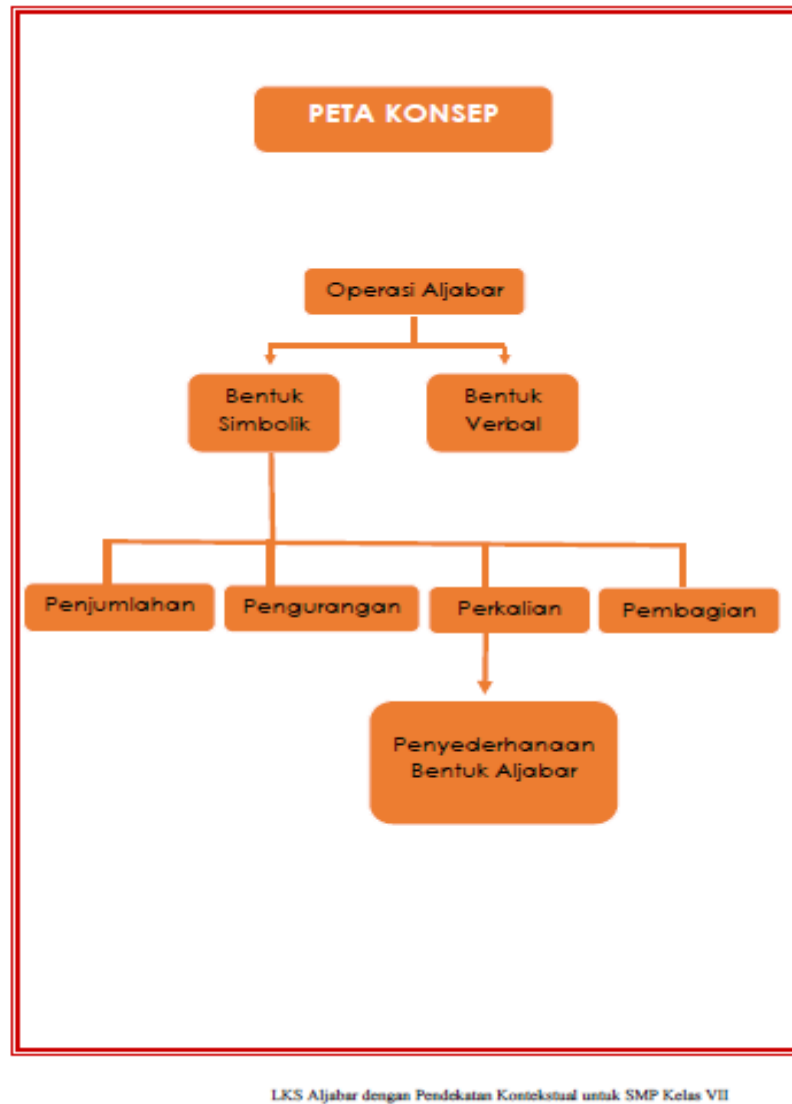 PETA KONSEP
Operasi Aljabar
Bentuk
Simbolik
Bentuk
Verbal
Penjumlahan
Pengurangan
Perkalian
Pembagian
Penyederhanaan
Bentuk Aljabar
LKS Aljabar dengan Pendekatan Kontekstual untuk SMP Kelas VII